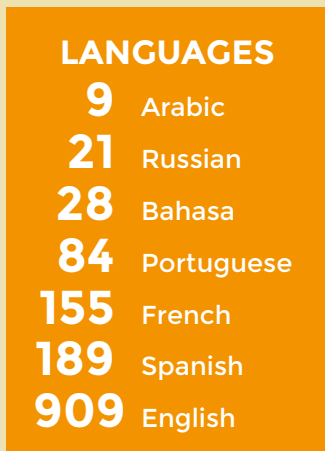 LANGUAGES
9 Arabic
21 Russian
28 Bahasa
84 Portuguese
155 French
189 Spanish
909 English